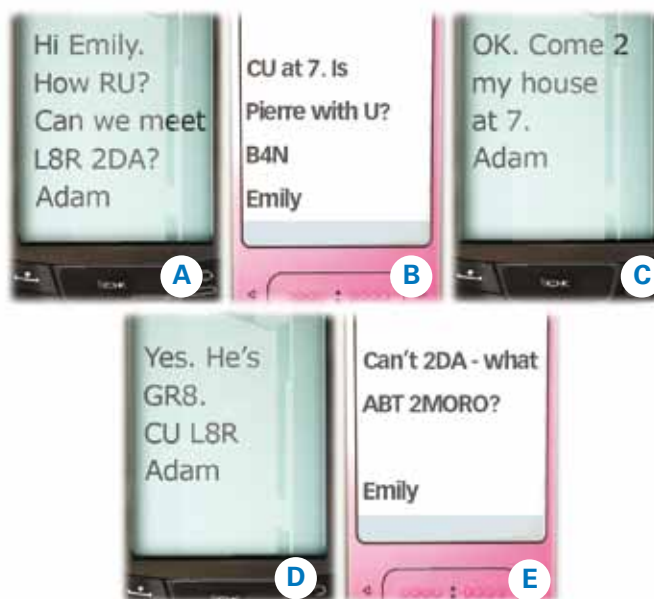 Hi Emily.
How RU?
Can we meet
L8R 2DA?
Adam
A
CU at 7. Is
Pierre with U?
B4N
Emily
B
OK. Come 2
my house
at 7.
Adam
C
Yes. He's
GR8.
CU L8R
Adam
D
Can't 2DA - what
ABT 2MORO?
Emily
E